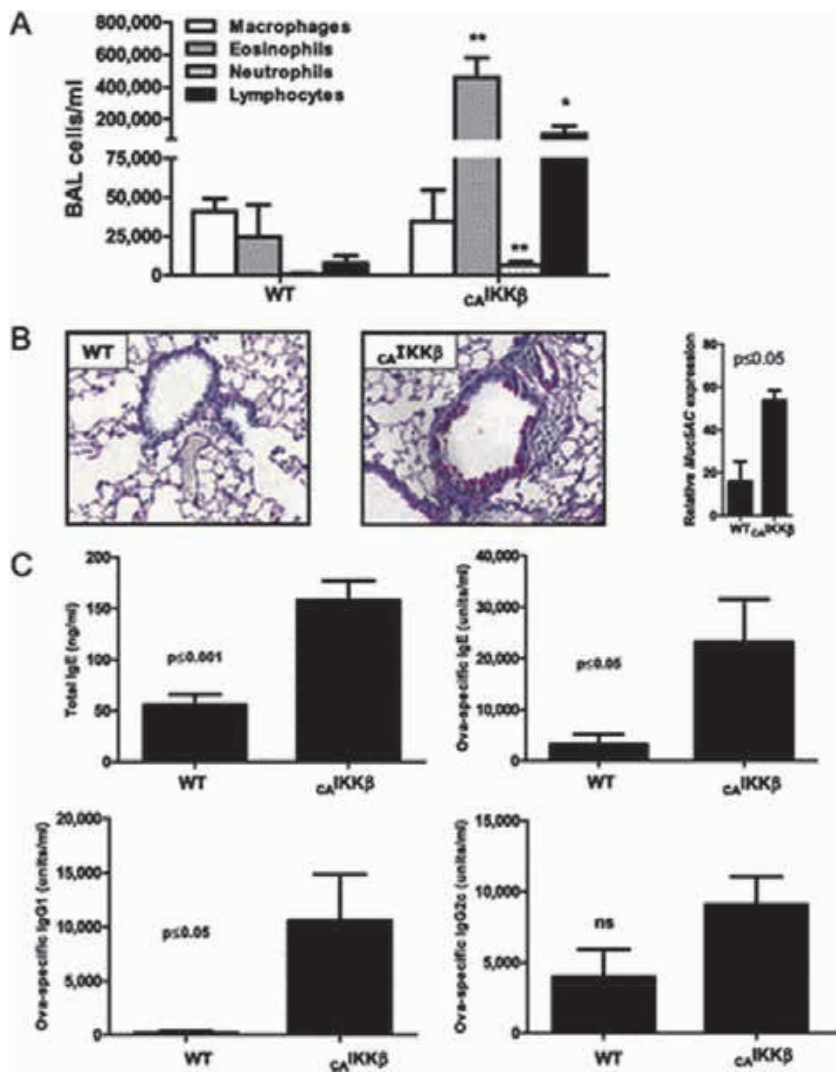 A
BAL cells/ml
800,000
600,000
400,000
200,000
75,000
50,000
25,000
0
Macrophages
Eosinophils
Neutrophils
Lymphocytes
**
**
*
WT
CAIKKβ
B
WT
CAIKKβ
Relative Muc5AC expression
80
60
40
20
0
p≤0.05
WT CAIKKβ
C
Total IgE (ng/ml)
200
150
100
50
0
p≤0.001
WT
CAIKKβ
Ova-specific IgE (units/ml)
40,000
30,000
20,000
10,000
0
p≤0.05
WT
CAIKKβ
Ova-specific IgG1 (units/ml)
20,000
15,000
10,000
5,000
0
p≤0.05
WT
CAIKKβ
Ova-specific IgG2c (units/ml)
15,000
10,000
5,000
0
ns
WT
CAIKKβ